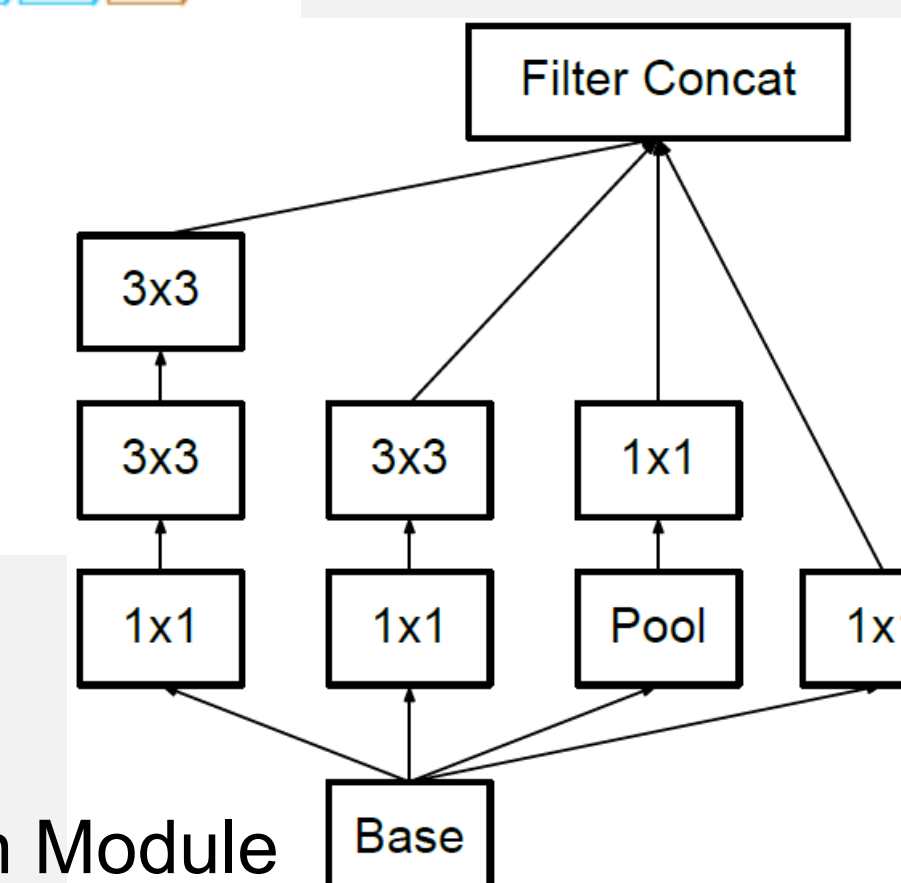 Filter Concat
3x3
3x3 3x3 1x1
1x1 1x1 Pool
Module Base